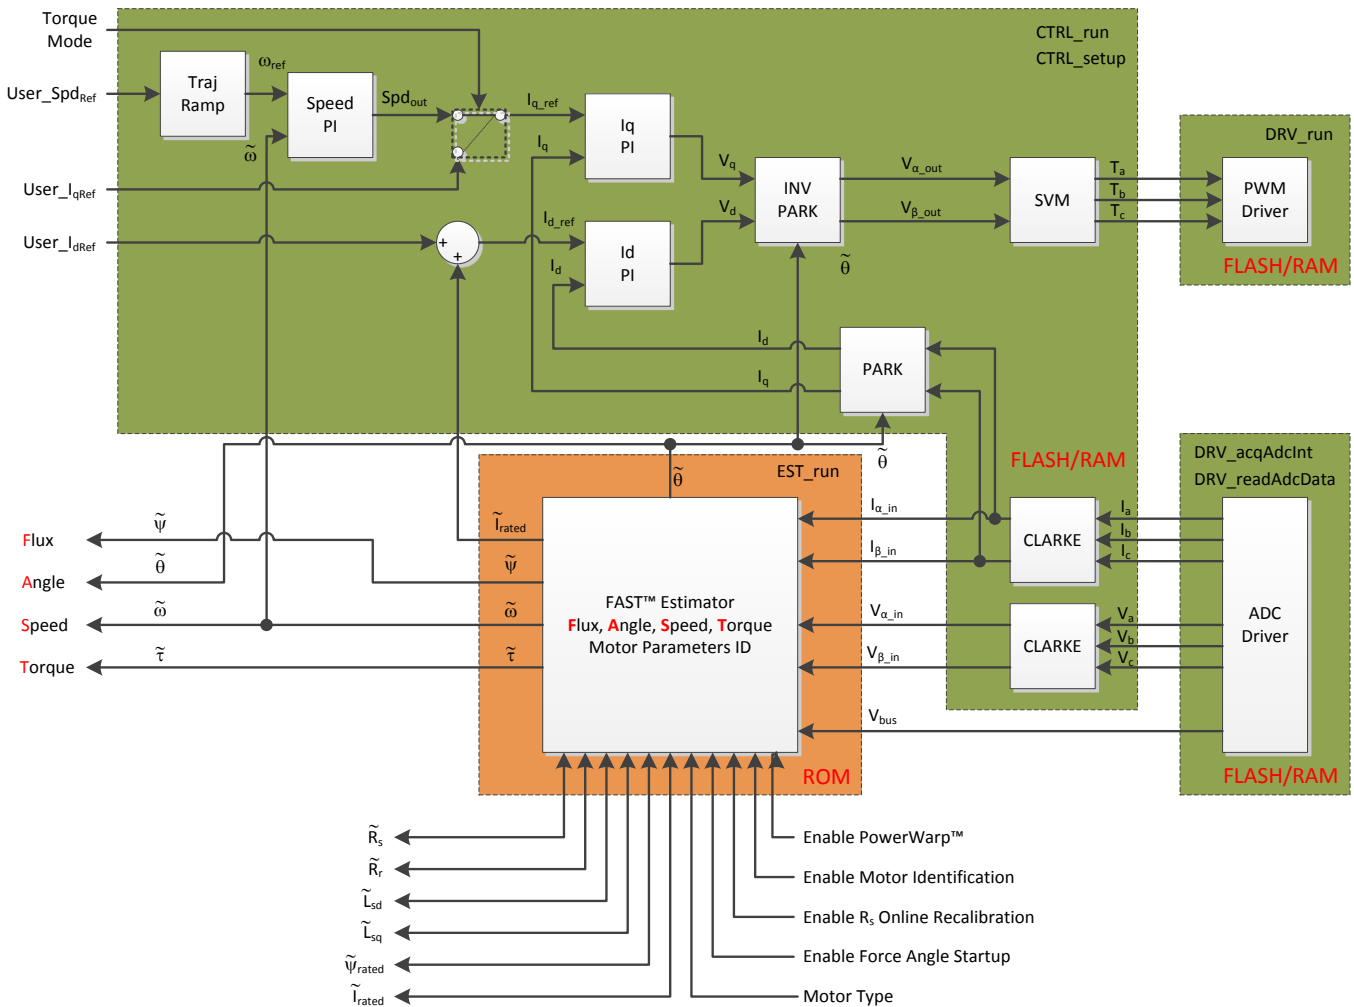 Torque
Mode
CTRL_run
CTRL_setup
User_SpdRef
Traj
Ramp
ωref
Speed
PI
ω̃
Spdout
Iq_ref
Iq
Iq
PI
User_IqRef
User_IdRef
+
+
Id_ref
Id
Id
PI
Vq
Vd
INV
PARK
θ̃
Vα_out
Vβ_out
SVM
Ta
Tb
Tc
DRV_run
PWM
Driver
FLASH/RAM
Id
Iq
PARK
θ̃
θ̃
EST_run
FLASH/RAM
DRV_acqAdcInt
DRV_readAdcData
Flux
ψ̃
Angle
θ̃
Speed
ω̃
Torque
τ̃
Ĩrated
ψ̃
ω̃
τ̃
FAST™ Estimator
Flux, Angle, Speed, Torque
Motor Parameters ID
ROM
Iα_in
Iβ_in
Vα_in
Vβ_in
Vbus
CLARKE
CLARKE
Ia
Ib
Ic
Va
Vb
Vc
ADC
Driver
FLASH/RAM
R̃s
R̃r
L̃sd
L̃sq
ψ̃rated
Ĩrated
Enable PowerWarp™
Enable Motor Identification
Enable Rs Online Recalibration
Enable Force Angle Startup
Motor Type